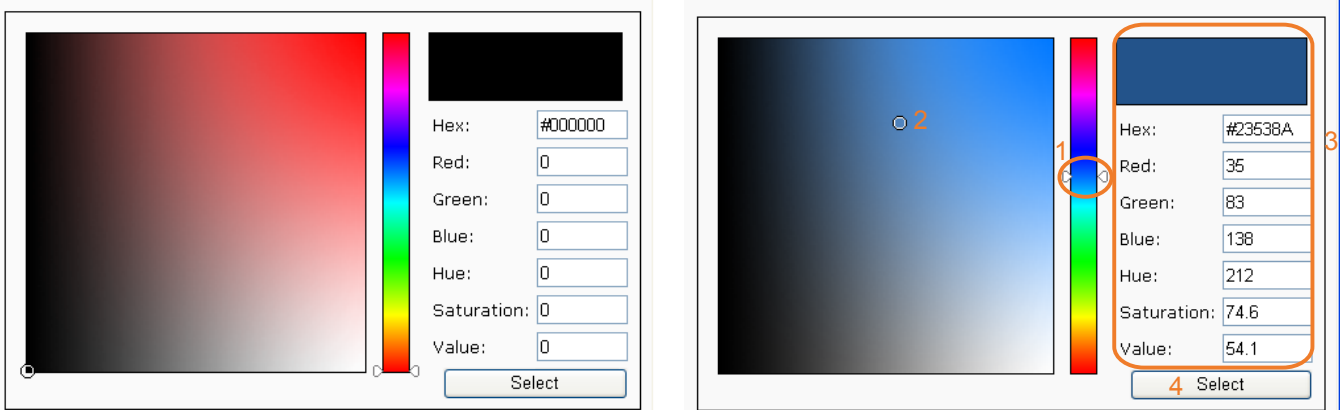 Hex: #000000
Red: 0
Green: 0
Blue: 0
Hue: 0
Saturation: 0
Value: 0
Select
1
2
3
Hex: #23538A
Red: 35
Green: 83
Blue: 138
Hue: 212
Saturation: 74.6
Value: 54.1
4 Select